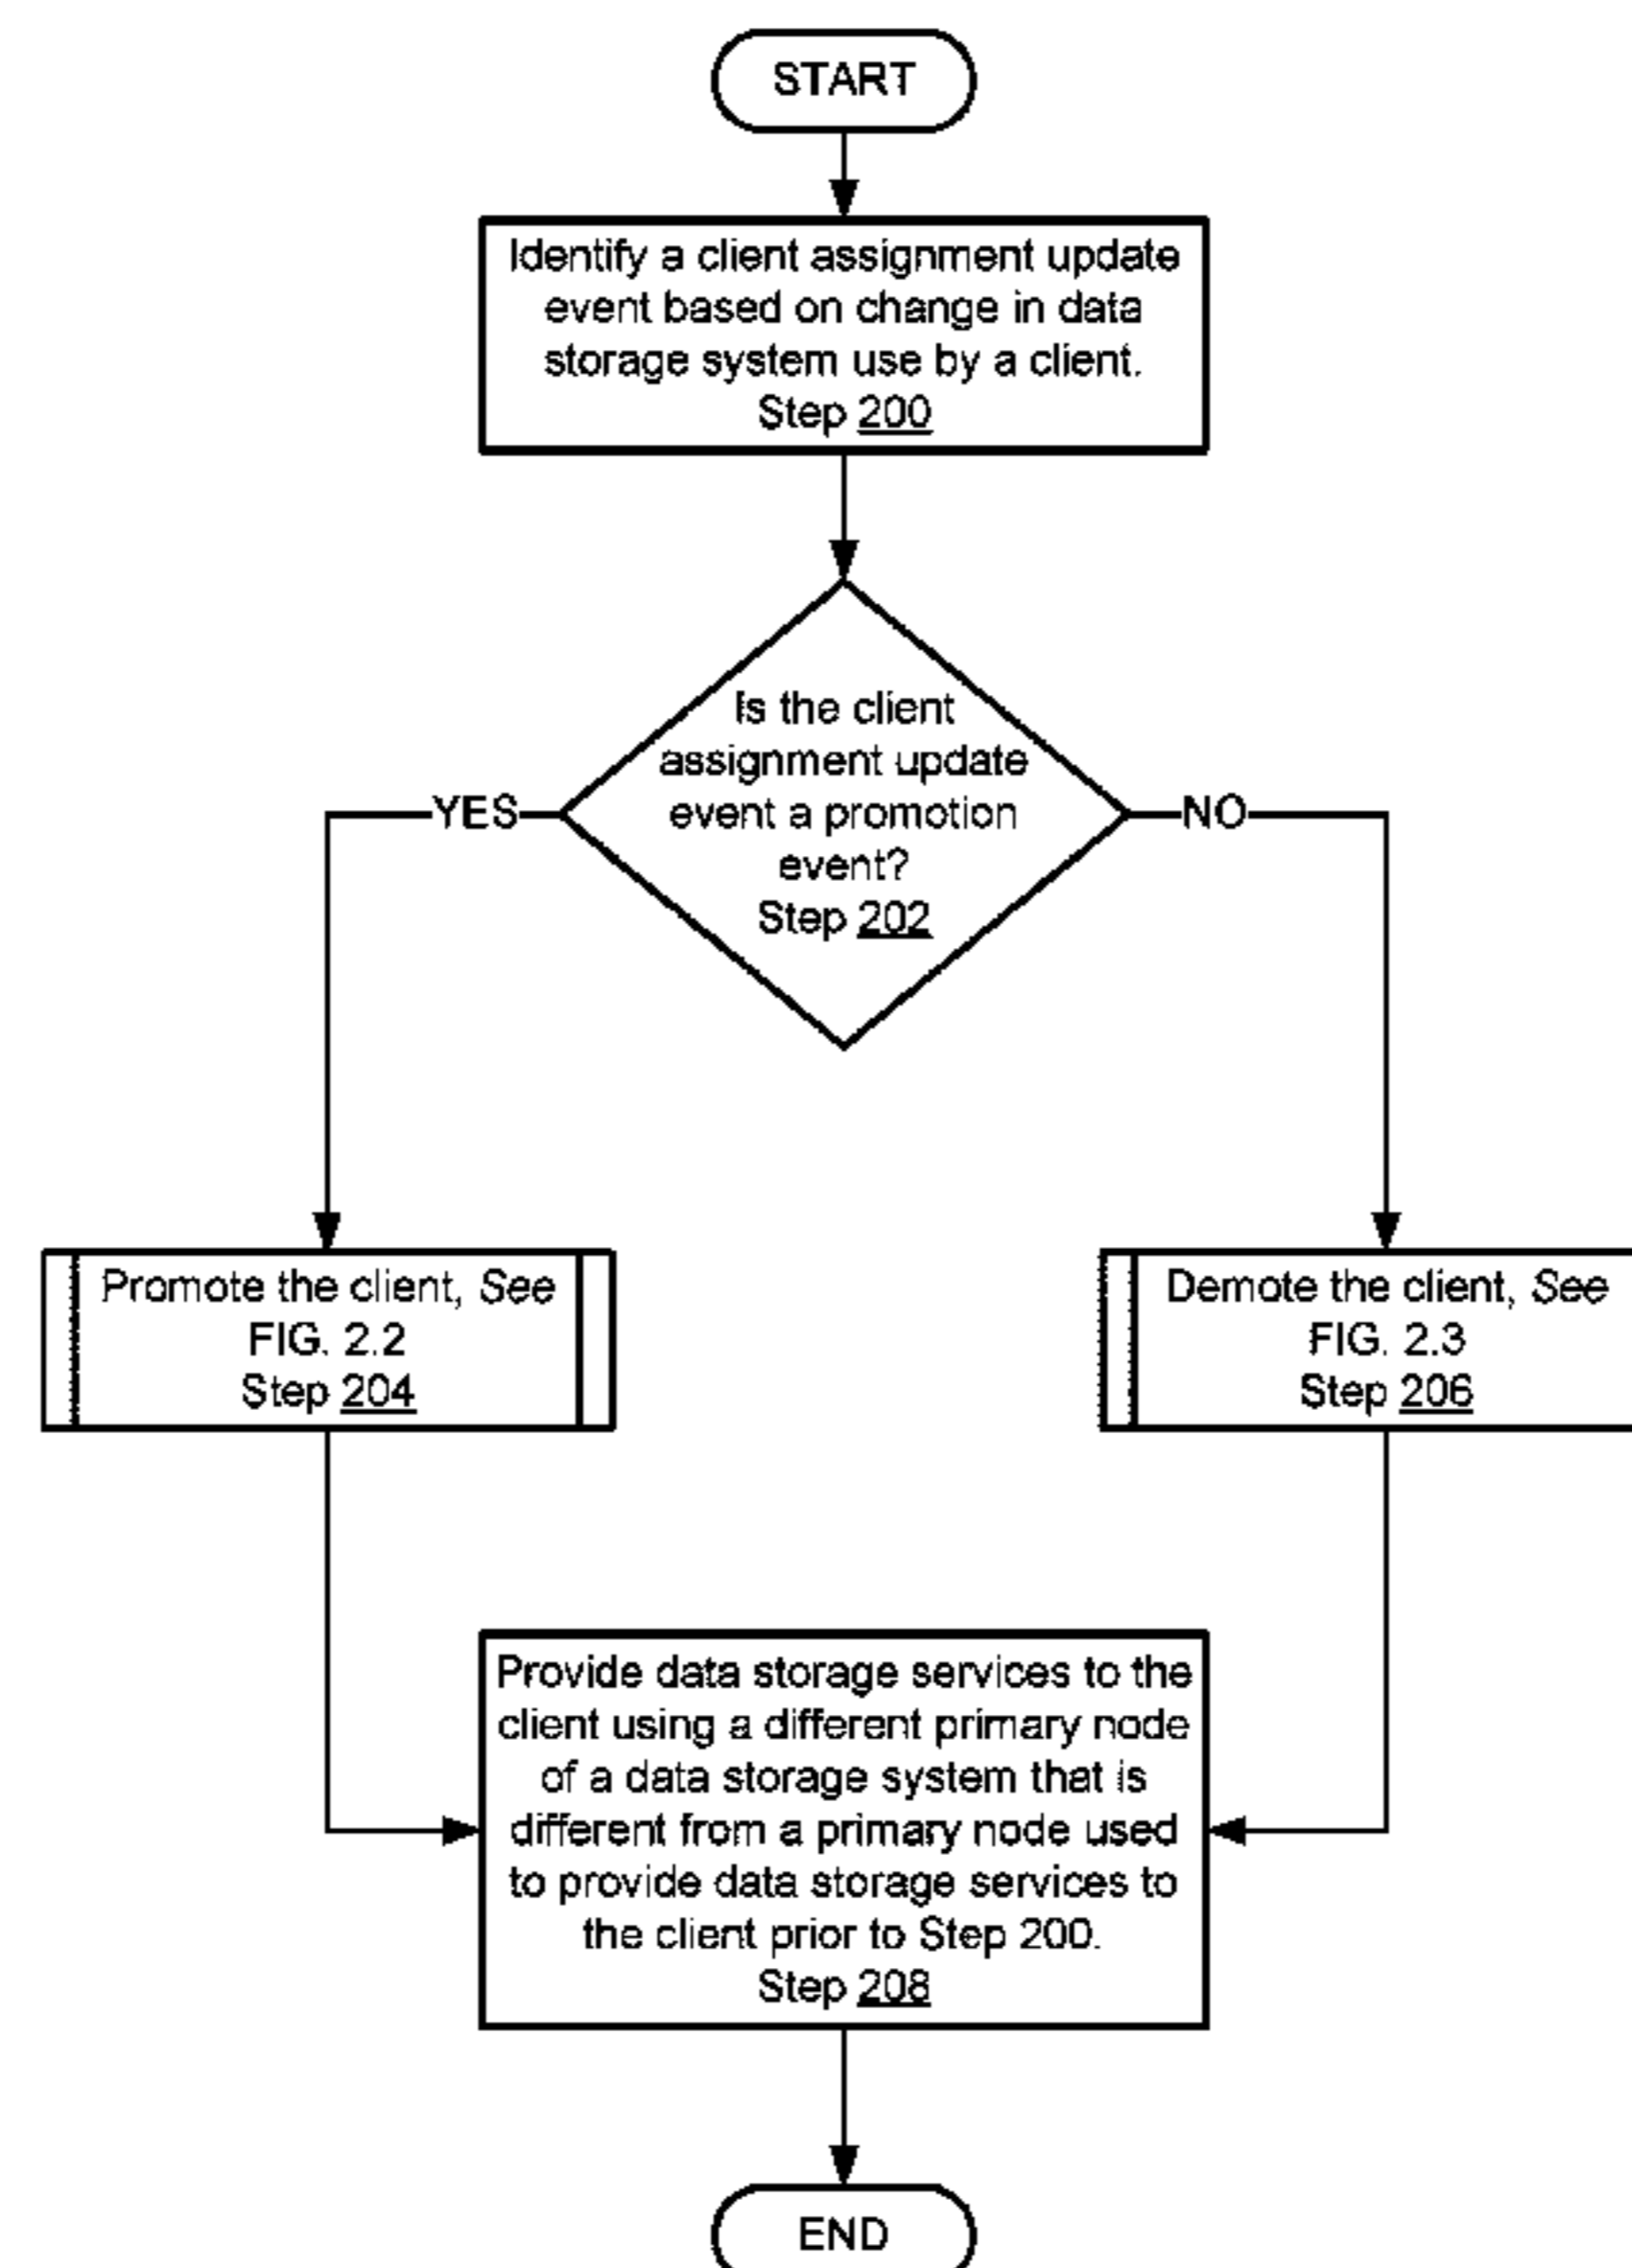 START
Identify a client assignment update
event based on change in data
storage system use by a client.
Step 200
Is the client
assignment update
event a promotion
event?
Step 202
YES
NO
Promote the client, See
FIG. 2.2
Step 204
Demote the client, See
FIG. 2.3
Step 206
Provide data storage services to the
client using a different primary node
of a data storage system that is
different from a primary node used
to provide data storage services to
the client prior to Step 200.
Step 208
END